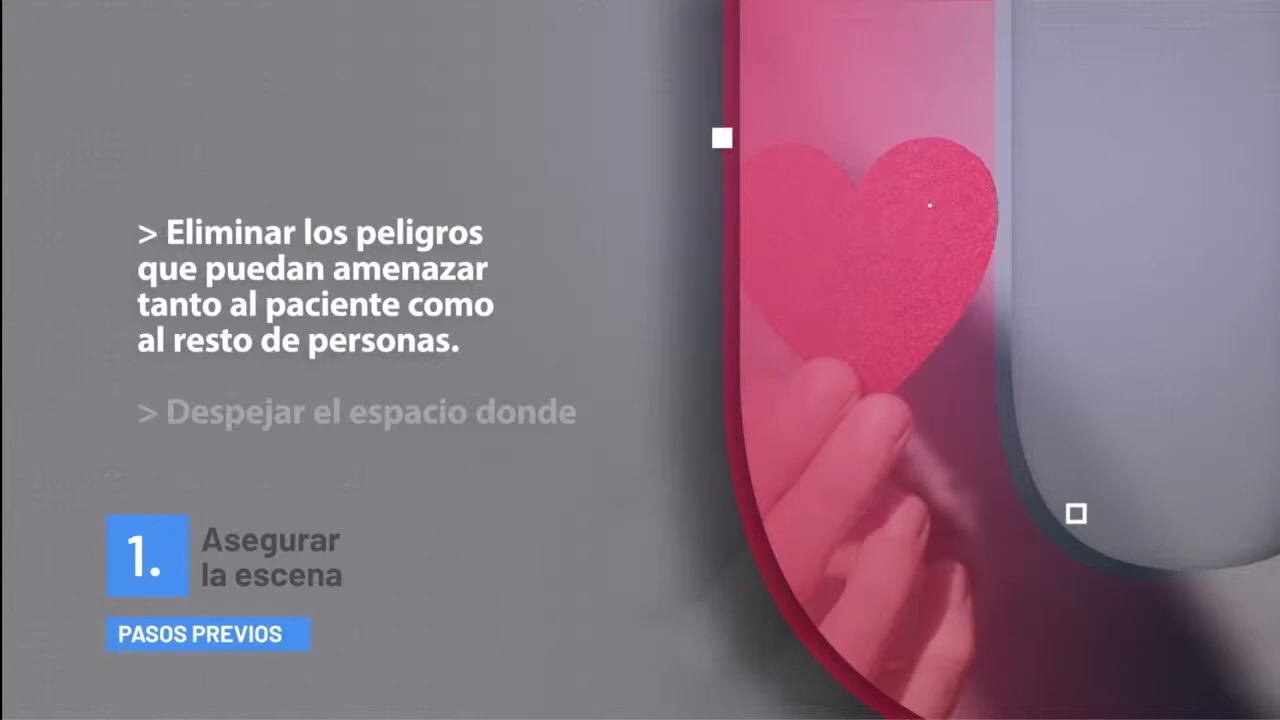 > Eliminar los peligros
que puedan amenazar
tanto al paciente como
al resto de personas.
> Despejar el espacio donde
1.
Asegurar
la escena
PASOS PREVIOS